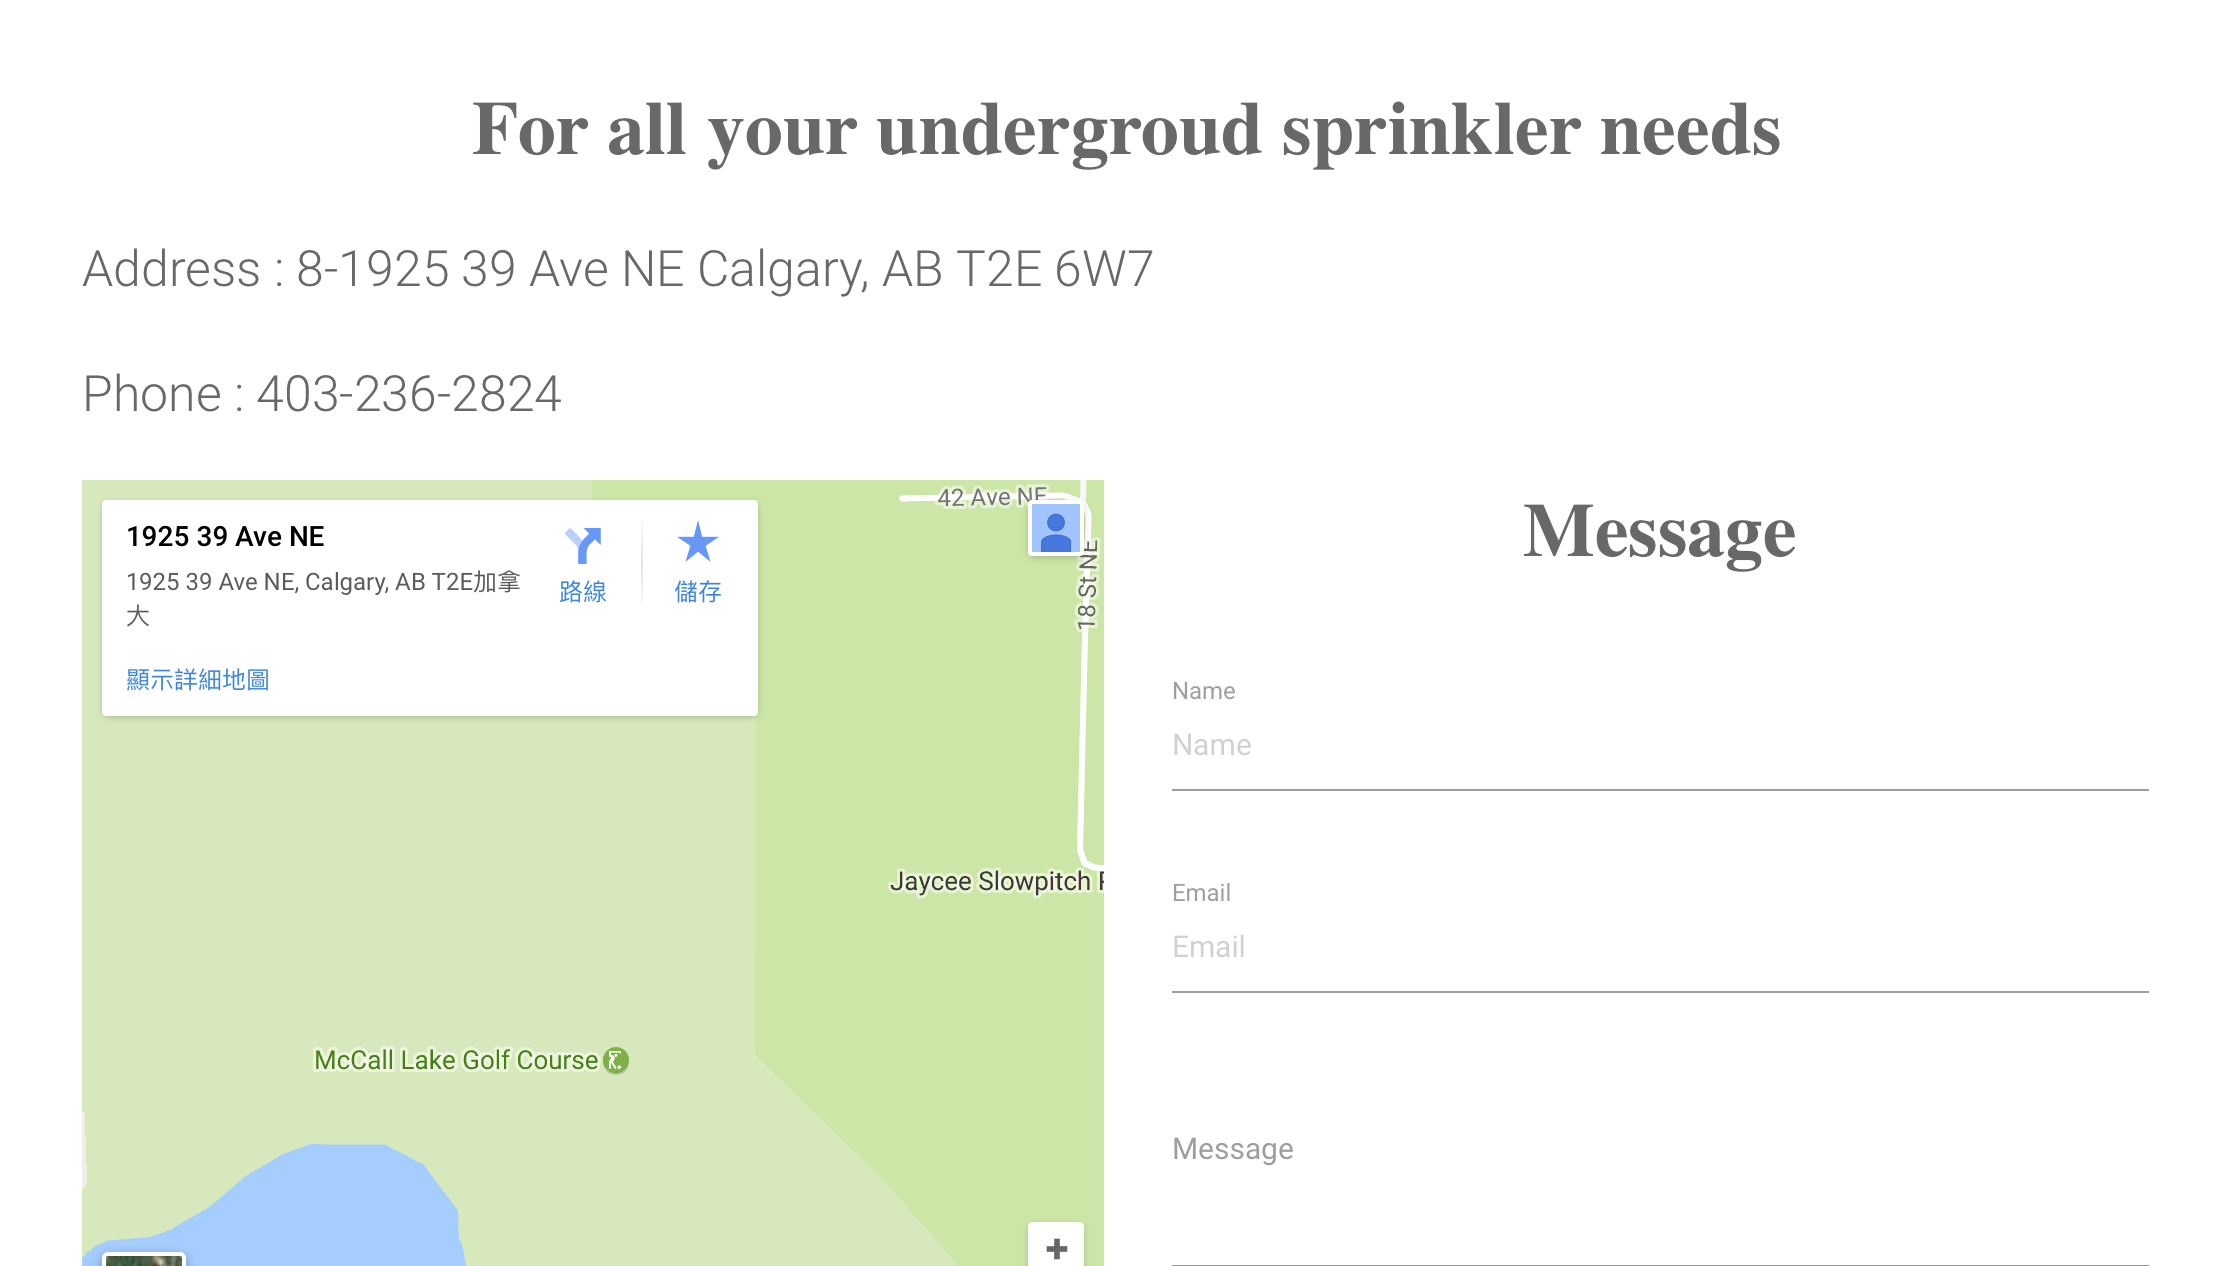 For all your undergroud sprinkler needs
Address : 8-1925 39 Ave NE Calgary, AB T2E 6W7
Phone : 403-236-2824
1925 39 Ave NE
1925 39 Ave NE, Calgary, AB T2E加拿
大
路線
儲存
顯示詳細地圖
42 Ave NE
18 St NE
Jaycee Slowpitch
McCall Lake Golf Course
Message
Name
Name
Email
Email
Message